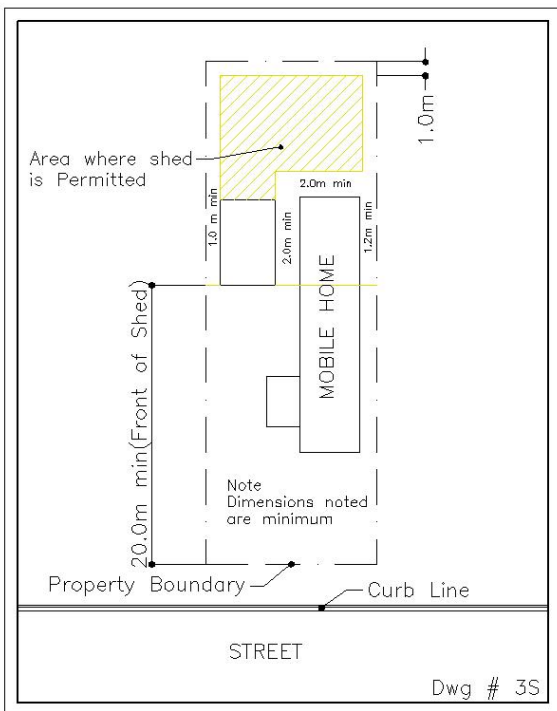 1.0m
Area where shed
is Permitted
2.0m min
1.0 m min
2.0m min
1.2m min
MOBILE HOME
20.0m min(Front of Shed)
Note
Dimensions noted
are minimum
Property Boundary
Curb Line
STREET
Dwg # 3S